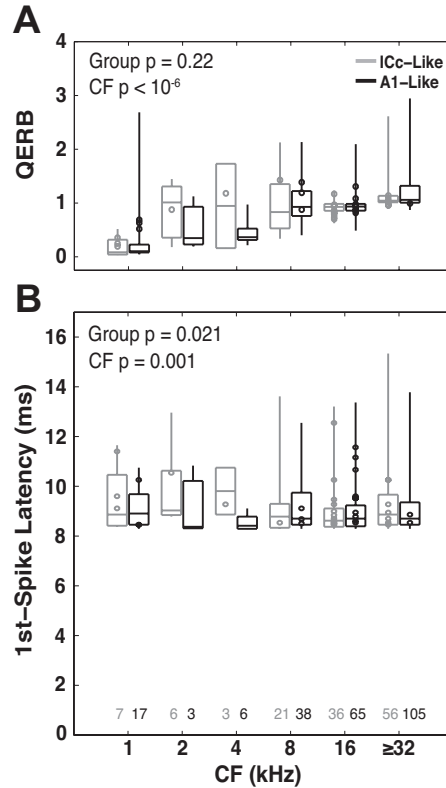 A
QERB
4
3
2
1
0
Group p = 0.22
CF p < 10⁻⁶
ICc–Like
A1–Like
B
1st–Spike Latency (ms)
16
14
12
10
8
6
4
2
0
Group p = 0.021
CF p = 0.001
7 17 6 3 3 6 21 38 36 65 56 105
1 2 4 8 16 ≥32
CF (kHz)